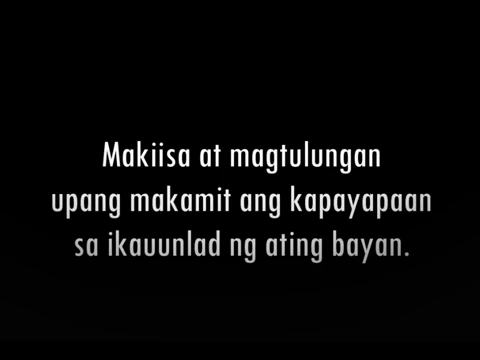 Makiisa at magtulungan
upang makamit ang kapayapaan
sa ikauunlad ng ating bayan.